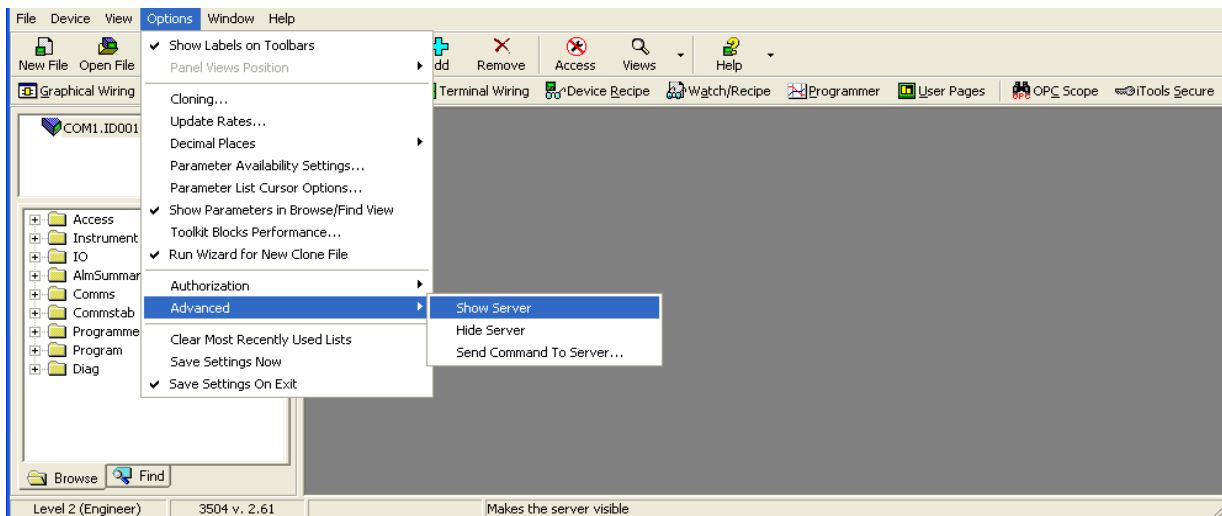 File Device View Options Window Help
New File Open File Add Remove Access Views Help
Graphical Wiring Terminal Wiring Device Recipe Watch/Recipe Programmer User Pages OPC Scope iTools Secure
Show Labels on Toolbars
Panel Views Position
Cloning...
Update Rates...
Decimal Places
Parameter Availability Settings...
Parameter List Cursor Options...
Show Parameters in Browse/Find View
Toolkit Blocks Performance...
Run Wizard for New Clone File
Authorization
Advanced
Clear Most Recently Used Lists
Save Settings Now
Save Settings On Exit
Show Server
Hide Server
Send Command To Server...
COM1.ID001
Access
Instrument
IO
AlmSummar
Comms
Commstab
Programme
Program
Diag
Browse Find
Level 2 (Engineer) 3504 v. 2.61 Makes the server visible